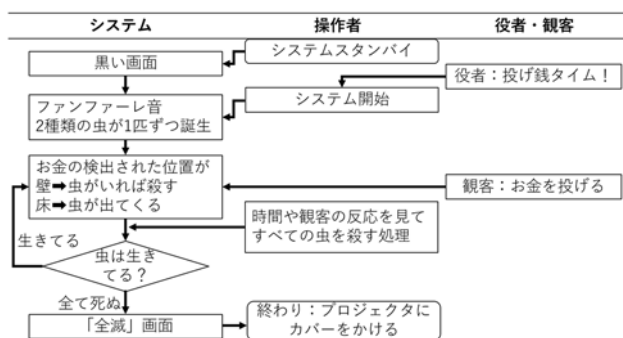 システム
操作者
役者・観客
システムスタンバイ
黒い画面
役者：投げ銭タイム！
システム開始
ファンファーレ音
2種類の虫が1匹ずつ誕生
お金の検出された位置が
壁➡虫がいれば殺す
床➡虫が出てくる
観客：お金を投げる
時間や観客の反応を見て
すべての虫を殺す処理
生きてる
虫は生き
てる？
全て死ぬ
「全滅」画面
終わり：プロジェクタに
カバーをかける